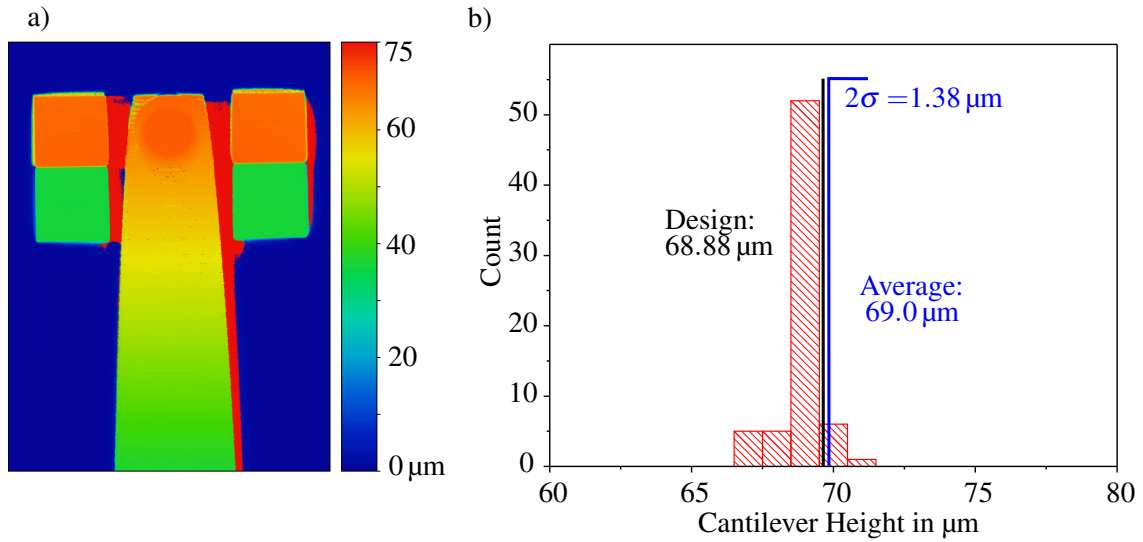 a)
75
60
40
20
0 µm
b)
50
40
30
20
10
0
Count
2σ =1.38 µm
Design:
68.88 µm
Average:
69.0 µm
60
65
70
75
80
Cantilever Height in µm